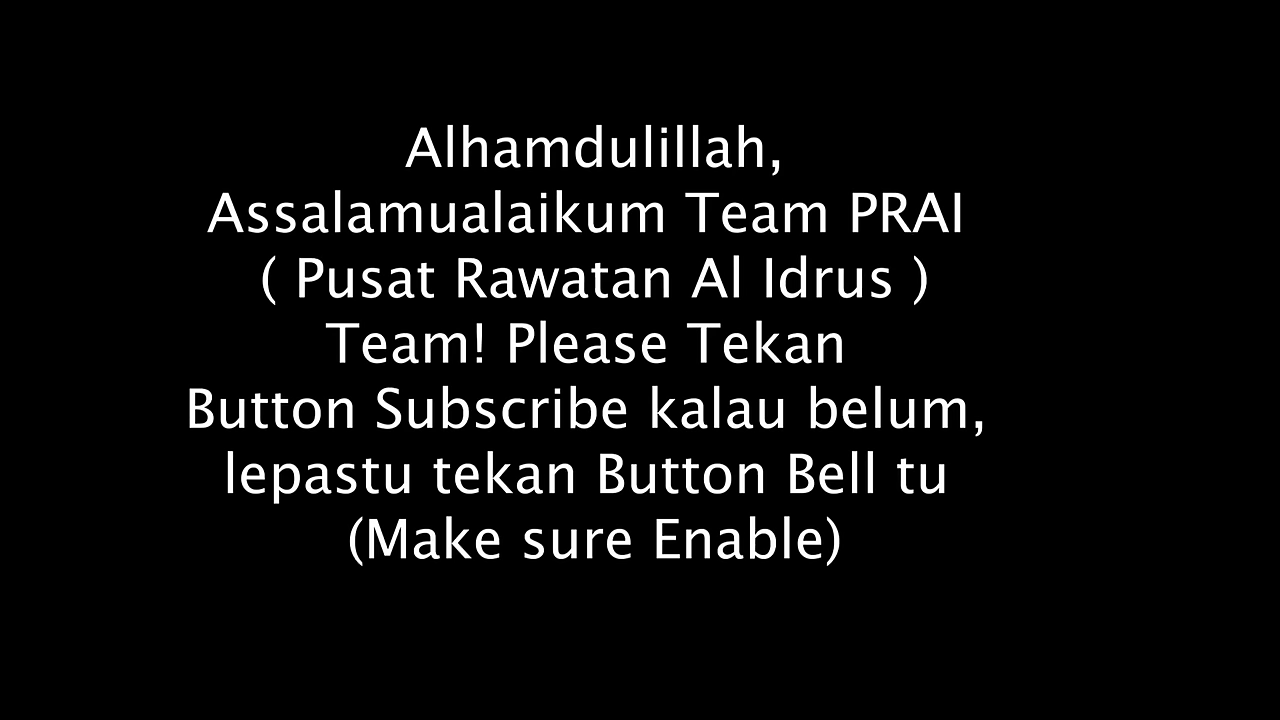 Alhamdulillah,
Assalamualaikum Team PRAI
( Pusat Rawatan Al Idrus )
Team! Please Tekan
Button Subscribe kalau belum,
lepastu tekan Button Bell tu
(Make sure Enable)